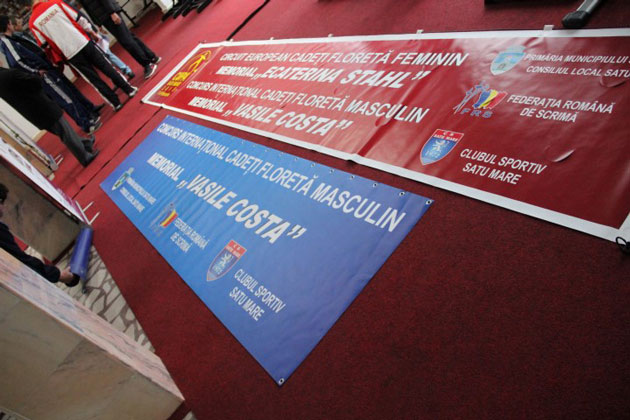 ROMANIA
CIRCUIT EUROPEAN CADEȚI FLORETĂ FEMININ
MEMORIAL „ECATERINA STAHL”
CONCURS INTERNAȚIONAL CADEȚI FLORETĂ MASCULIN
MEMORIAL „VASILE COSTA”
PRIMĂRIA MUNICIPIULUI
CONSILIUL LOCAL SATU
FRS
FEDERAȚIA ROMÂNĂ
DE SCRIMĂ
CLUBUL SPORTIV
SATU MARE
CONCURS INTERNAȚIONAL CADEȚI FLORETĂ MASCULIN
MEMORIAL „VASILE COSTA”
FEDERAȚIA ROMÂNĂ
DE SCRIMĂ
CLUBUL SPORTIV
SATU MARE